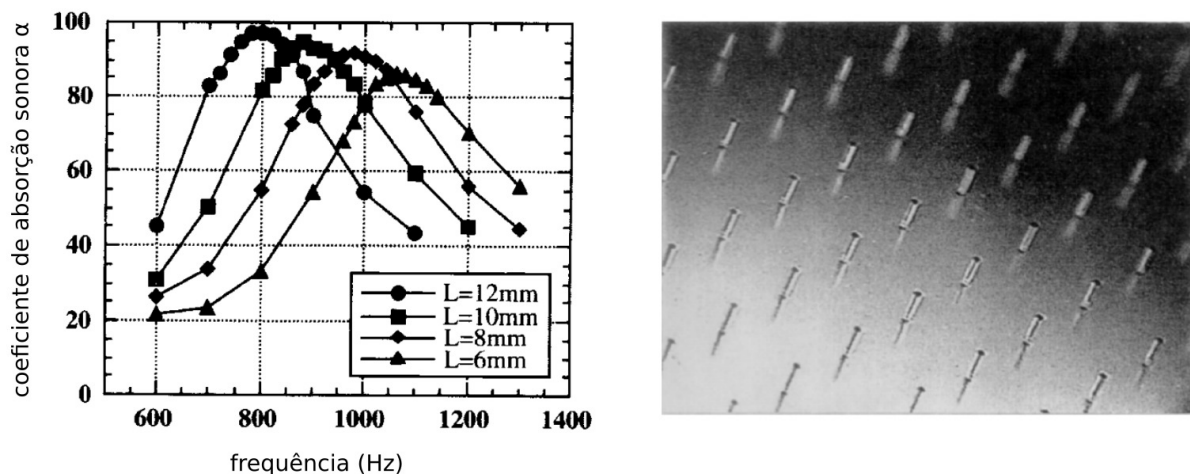 coeficiente de absorção sonora α
100
80
60
40
20
0
600
800
1000
1200
1400
frequência (Hz)
L=12mm
L=10mm
L=8mm
L=6mm